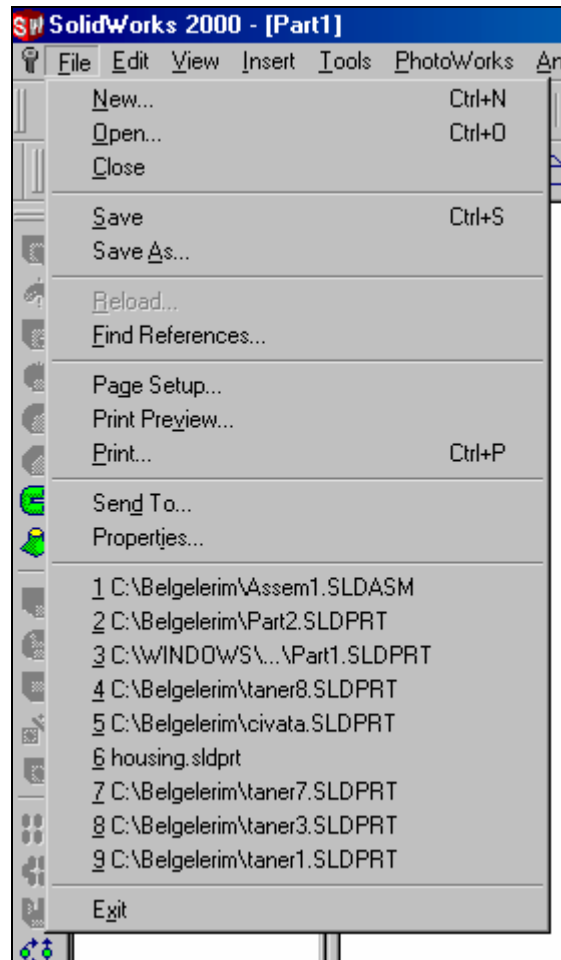 SW SolidWorks 2000 - [Part1]
File Edit View Insert Tools PhotoWorks An
New... Ctrl+N
Open... Ctrl+O
Close
Save Ctrl+S
Save As...
Reload...
Find References...
Page Setup...
Print Preview...
Print... Ctrl+P
Send To...
Properties...
1 C:\Belgelerim\Assem1.SLDASM
2 C:\Belgelerim\Part2.SLDPRT
3 C:\WINDOWS\...\Part1.SLDPRT
4 C:\Belgelerim\taner8.SLDPRT
5 C:\Belgelerim\civata.SLDPRT
6 housing.sldprt
7 C:\Belgelerim\taner7.SLDPRT
8 C:\Belgelerim\taner3.SLDPRT
9 C:\Belgelerim\taner1.SLDPRT
Exit